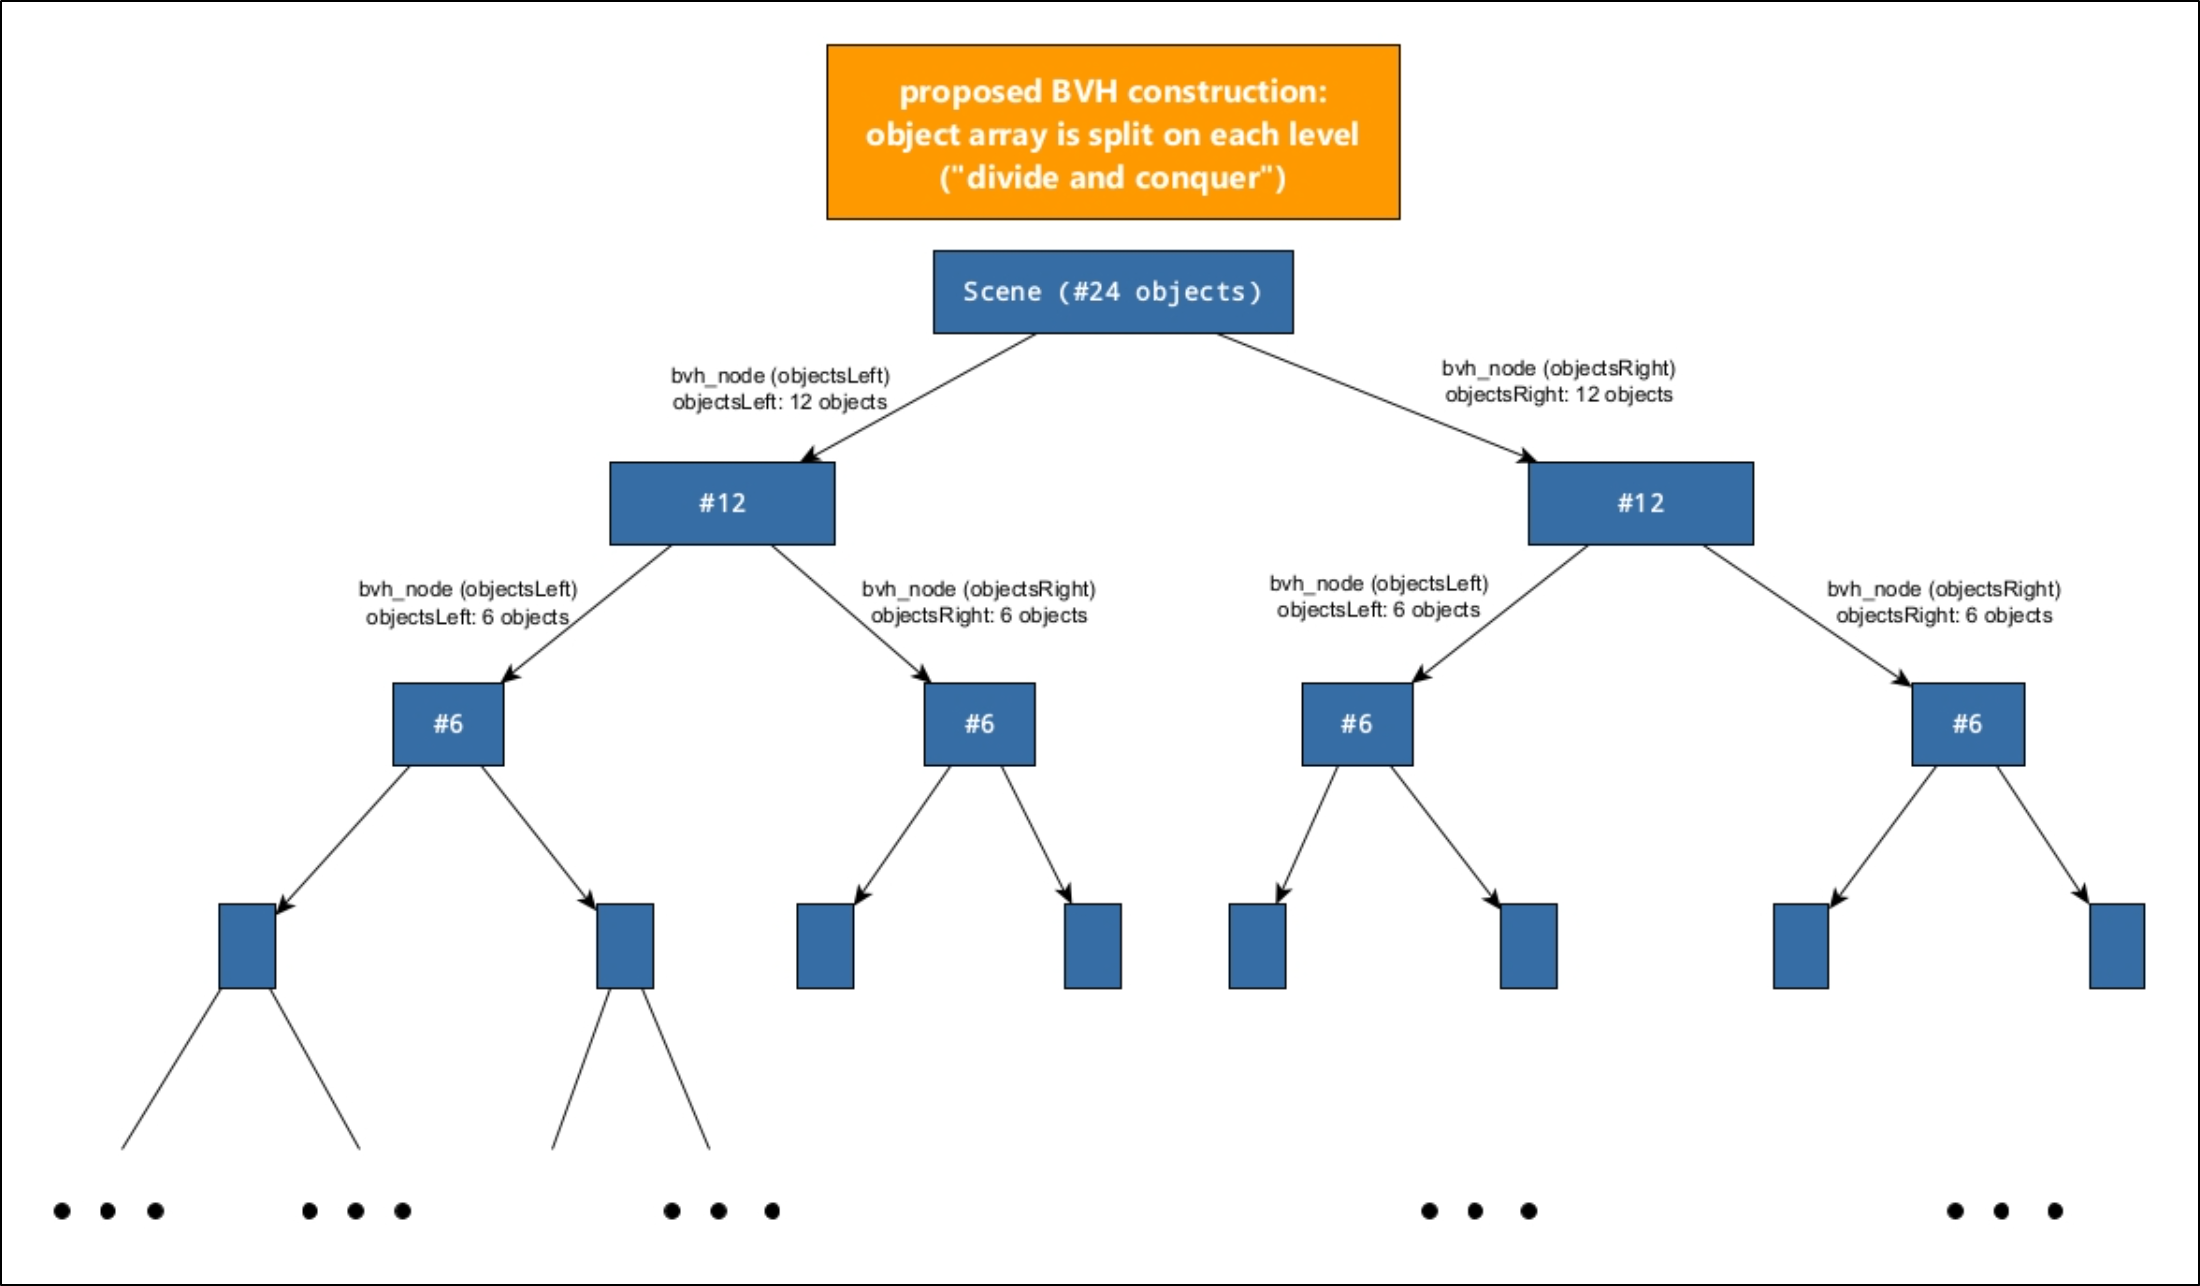 proposed BVH construction:
object array is split on each level
("divide and conquer")
Scene (#24 objects)
bvh_node (objectsLeft)
objectsLeft: 12 objects
bvh_node (objectsRight)
objectsRight: 12 objects
#12
#12
bvh_node (objectsLeft)
objectsLeft: 6 objects
bvh_node (objectsRight)
objectsRight: 6 objects
bvh_node (objectsLeft)
objectsLeft: 6 objects
bvh_node (objectsRight)
objectsRight: 6 objects
#6
#6
#6
#6